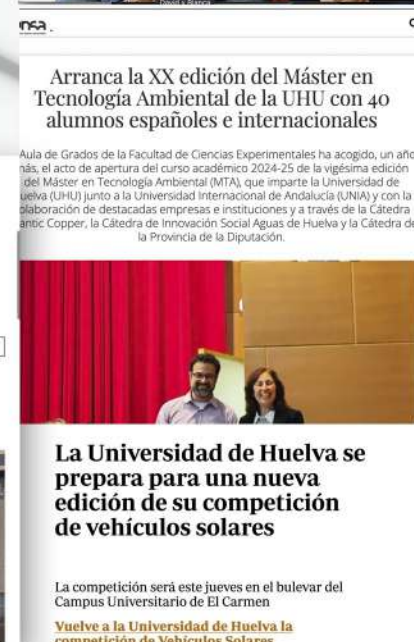 David y Blanca
Arranca la XX edición del Máster en
Tecnología Ambiental de la UHU con 40
alumnos españoles e internacionales
Aula de Grados de la Facultad de Ciencias Experimentales ha acogido, un año
más, el acto de apertura del curso académico 2024-25 de la vigésima edición
del Máster en Tecnología Ambiental (MTA), que imparte la Universidad de
uelva (UHU) junto a la Universidad Internacional de Andalucía (UNIA) y con la
olaboración de destacadas empresas e instituciones y a través de la Cátedra
antic Copper, la Cátedra de Innovación Social Aguas de Huelva y la Cátedra de
la Provincia de la Diputación.
La Universidad de Huelva se
prepara para una nueva
edición de su competición
de vehículos solares
La competición será este jueves en el bulevar del
Campus Universitario de El Carmen
Vuelve a la Universidad de Huelva la
competición de Vehículos Solares